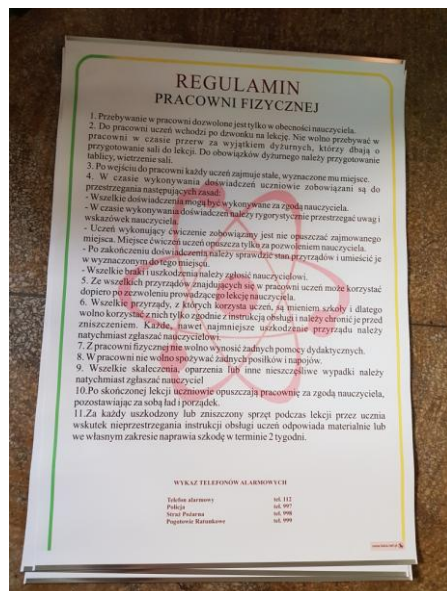 REGULAMIN
PRACOWNI FIZYCZNEJ
1. Przebywanie w pracowni dozwolone jest tylko w obecności nauczyciela.
2. Do pracowni uczeń wchodzi po dzwonku na lekcję. Nie wolno przebywać w
pracowni w czasie przerw za wyjątkiem dyżurnych, którzy dbają o
przygotowanie sali do lekcji. Do obowiązków dyżurnego należy przygotowanie
tablicy, wietrzenie sali.
3. Po wejściu do pracowni każdy uczeń zajmuje stałe, wyznaczone mu miejsce.
4. W czasie wykonywania doświadczeń uczniowie zobowiązani są do
przestrzegania następujących zasad:
- Wszelkie doświadczenia mogą być wykonywane za zgodą nauczyciela.
- W czasie wykonywania doświadczeń należy rygorystycznie przestrzegać uwag i
wskazówek nauczyciela.
- Uczeń wykonujący ćwiczenie zobowiązany jest nie opuszczać zajmowanego
miejsca. Miejsce ćwiczeń uczeń opuszcza tylko za pozwoleniem nauczyciela.
- Po zakończeniu doświadczenia należy sprawdzić stan przyrządów i umieścić je
w wyznaczonym do tego miejscu.
- Wszelkie braki i uszkodzenia należy zgłosić nauczycielowi.
5. Ze wszelkich przyrządów znajdujących się w pracowni uczeń może korzystać
dopiero po zezwoleniu prowadzącego lekcję nauczyciela.
6. Wszelkie przyrządy, z których korzysta uczeń, są mieniem szkoły i dlatego
wolno korzystać z nich tylko zgodnie z instrukcją obsługi i należy chronić je przed
zniszczeniem. Każde, nawet najmniejsze uszkodzenie przyrządu należy
natychmiast zgłaszać nauczycielowi.
7. Z pracowni fizycznej nie wolno wynosić żadnych pomocy dydaktycznych.
8. W pracowni nie wolno spożywać żadnych posiłków i napojów.
9. Wszelkie skaleczenia, oparzenia lub inne nieszczęśliwe wypadki należy
natychmiast zgłaszać nauczyciel
10.Po skończonej lekcji uczniowie opuszczają pracownię za zgodą nauczyciela,
pozostawiając za sobą ład i porządek.
11.Za każdy uszkodzony lub zniszczony sprzęt podczas lekcji przez ucznia
wskutek nieprzestrzegania instrukcji obsługi uczeń odpowiada materialnie lub
we własnym zakresie naprawia szkodę w terminie 2 tygodni.
WYKAZ TELEFONÓW ALARMOWYCH
Telefon alarmowy tel. 112
Policja tel. 997
Straż Pożarna tel. 998
Pogotowie Ratunkowe tel. 999